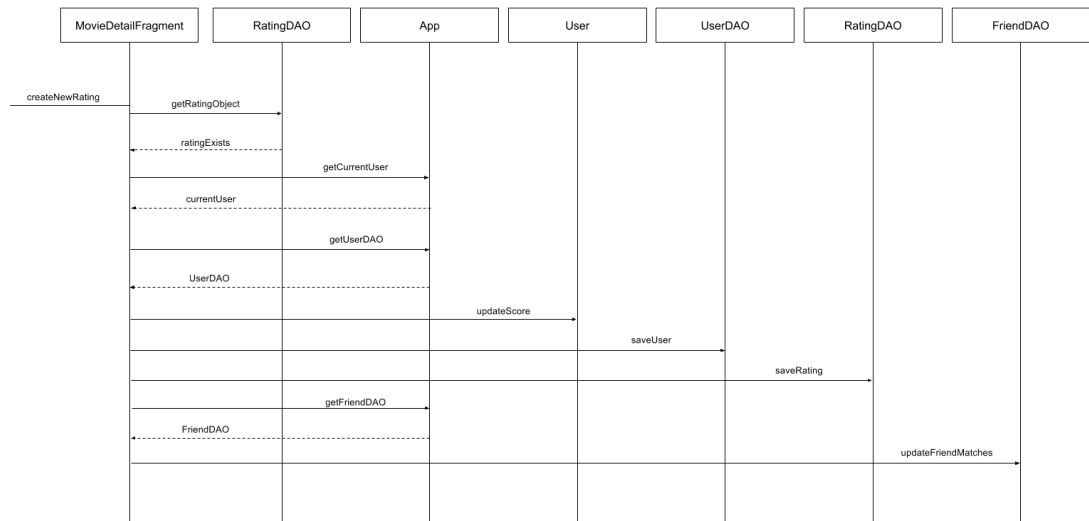 MovieDetailFragment
RatingDAO
App
User
UserDAO
RatingDAO
FriendDAO
createNewRating
getRatingObject
ratingExists
getCurrentUser
currentUser
getUserDAO
UserDAO
updateScore
saveUser
saveRating
getFriendDAO
FriendDAO
updateFriendMatches